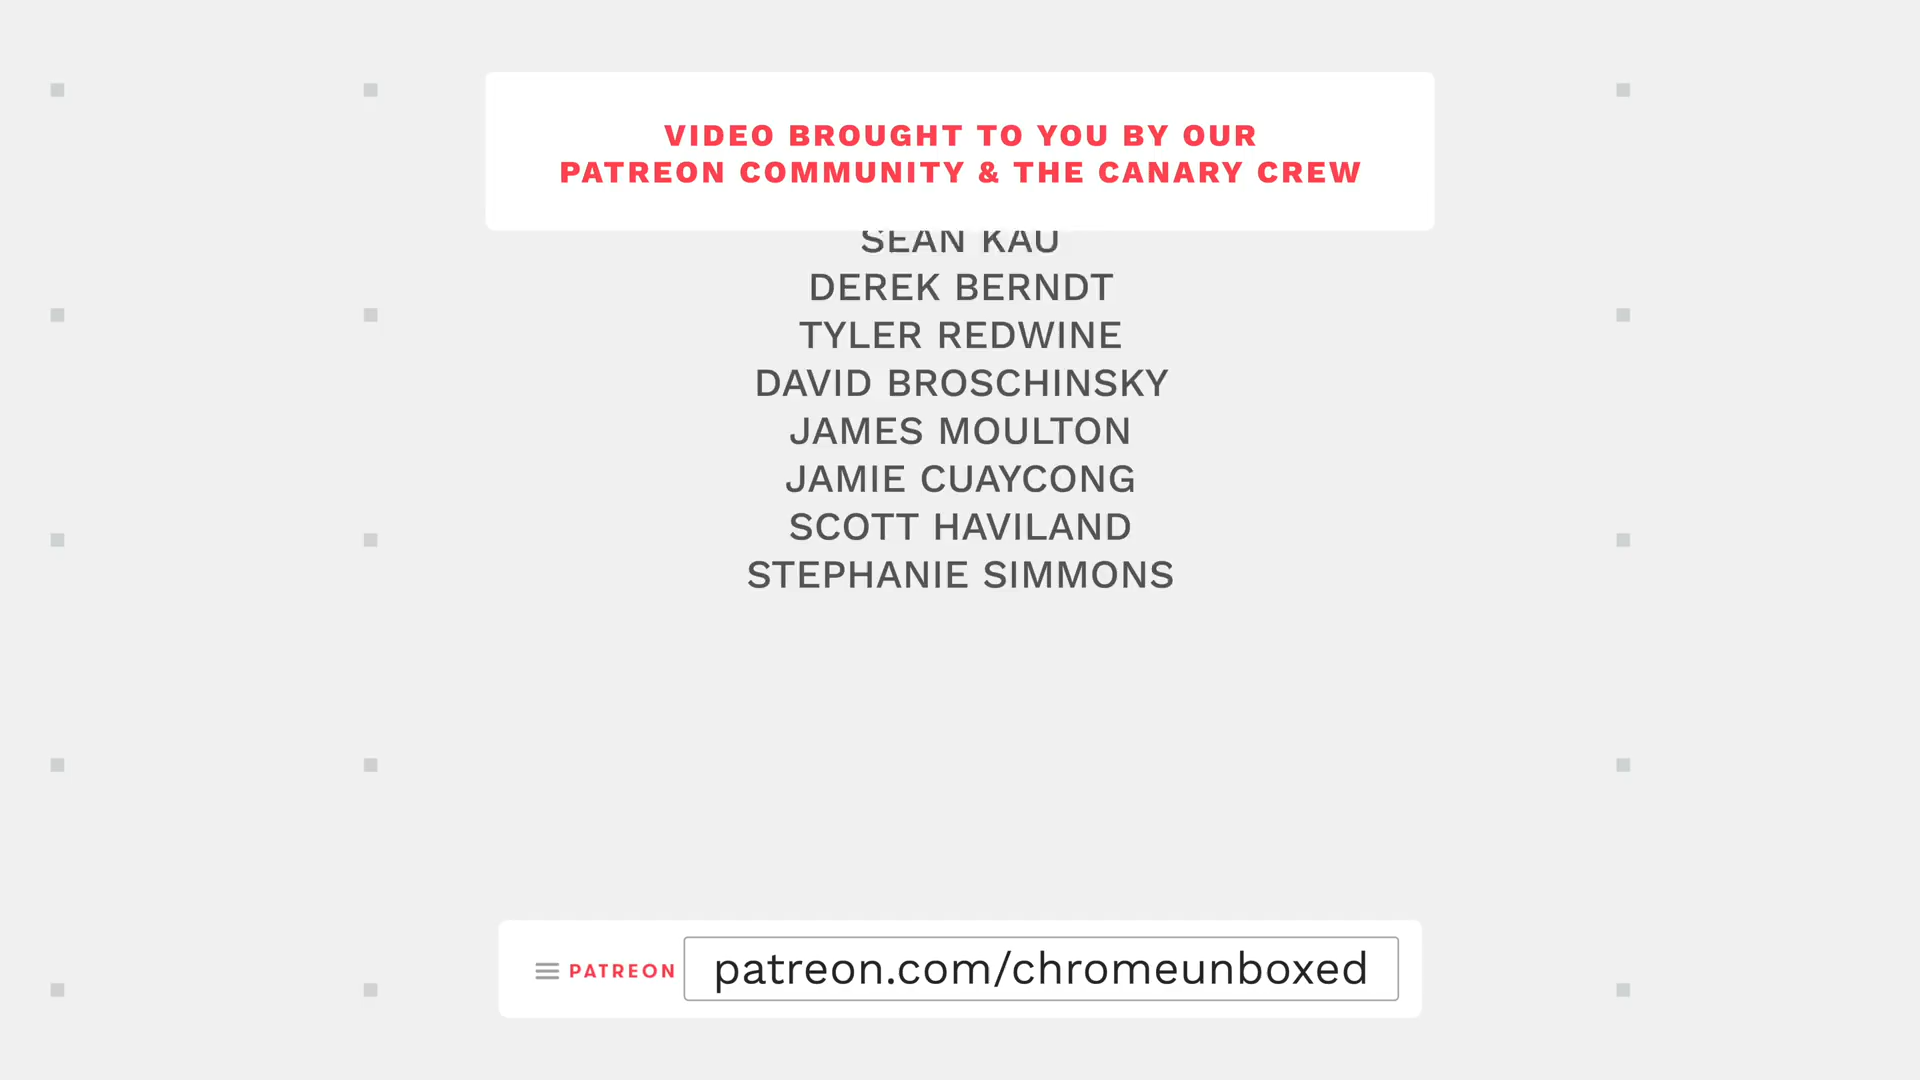 VIDEO BROUGHT TO YOU BY OUR
PATREON COMMUNITY & THE CANARY CREW
SEAN KAU
DEREK BERNDT
TYLER REDWINE
DAVID BROSCHINSKY
JAMES MOULTON
JAMIE CUAYCONG
SCOTT HAVILAND
STEPHANIE SIMMONS
PATREON patreon.com/chromeunboxed